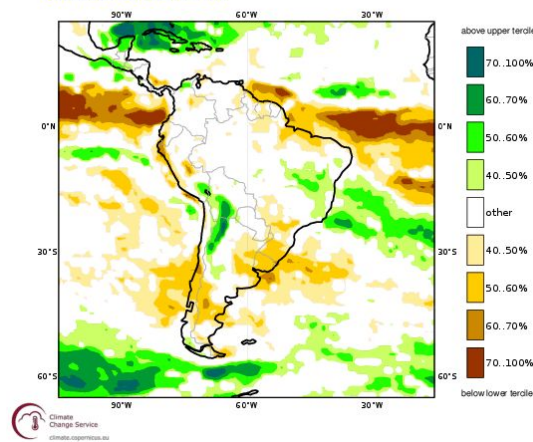 90°W 60°W 30°W
above upper tercile
70..100%
60..70%
0°N 0°N
50..60%
40..50%
other
40..50%
30°S 30°S
50..60%
60..70%
70..100%
60°S 60°S
below lower tercile
90°W 60°W 30°W
Climate
Change Service
climate.copernicus.eu